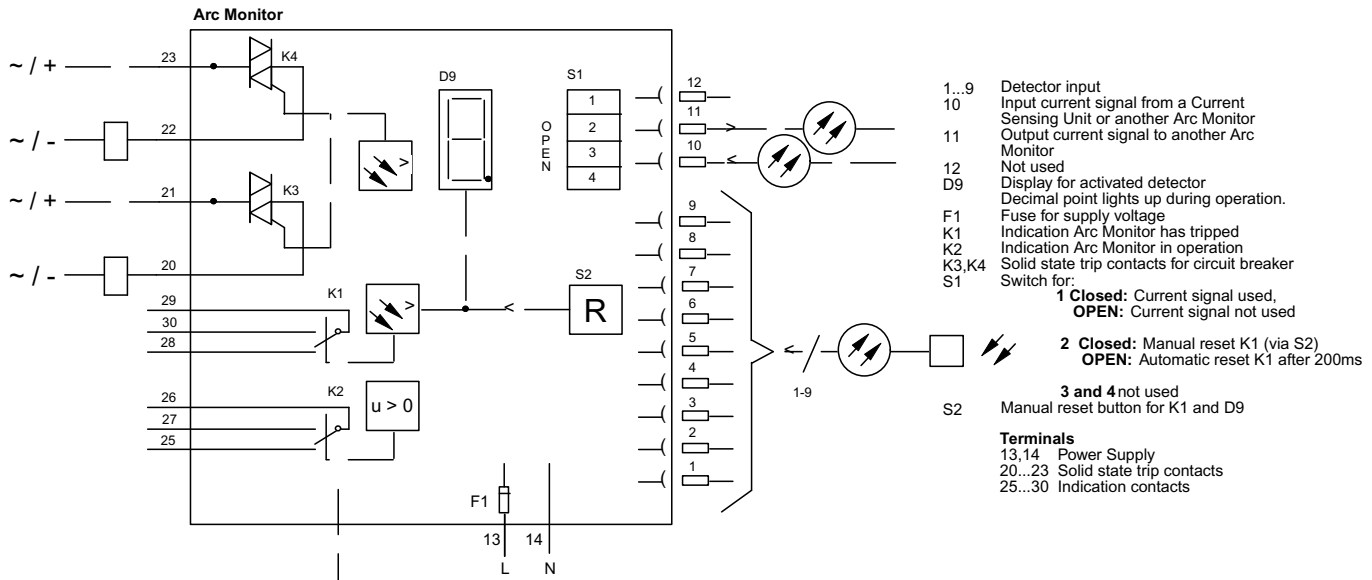 Arc Monitor
~ / +
23
K4
~ / -
22
~ / +
21
K3
~ / -
20
D9
S1
1
2
3
4
OPEN
12
11
10
9
8
7
6
5
4
3
2
1
29
30
28
K1
S2
R
26
27
25
K2
u > 0
F1
13
14
L
N
1-9
1...9 Detector input
10 Input current signal from a Current
Sensing Unit or another Arc Monitor
11 Output current signal to another Arc
Monitor
12 Not used
D9 Display for activated detector
Decimal point lights up during operation.
F1 Fuse for supply voltage
K1 Indication Arc Monitor has tripped
K2 Indication Arc Monitor in operation
K3,K4 Solid state trip contacts for circuit breaker
S1 Switch for:
1 Closed: Current signal used,
OPEN: Current signal not used
2 Closed: Manual reset K1 (via S2)
OPEN: Automatic reset K1 after 200ms
3 and 4 not used
S2 Manual reset button for K1 and D9
Terminals
13,14 Power Supply
20...23 Solid state trip contacts
25...30 Indication contacts